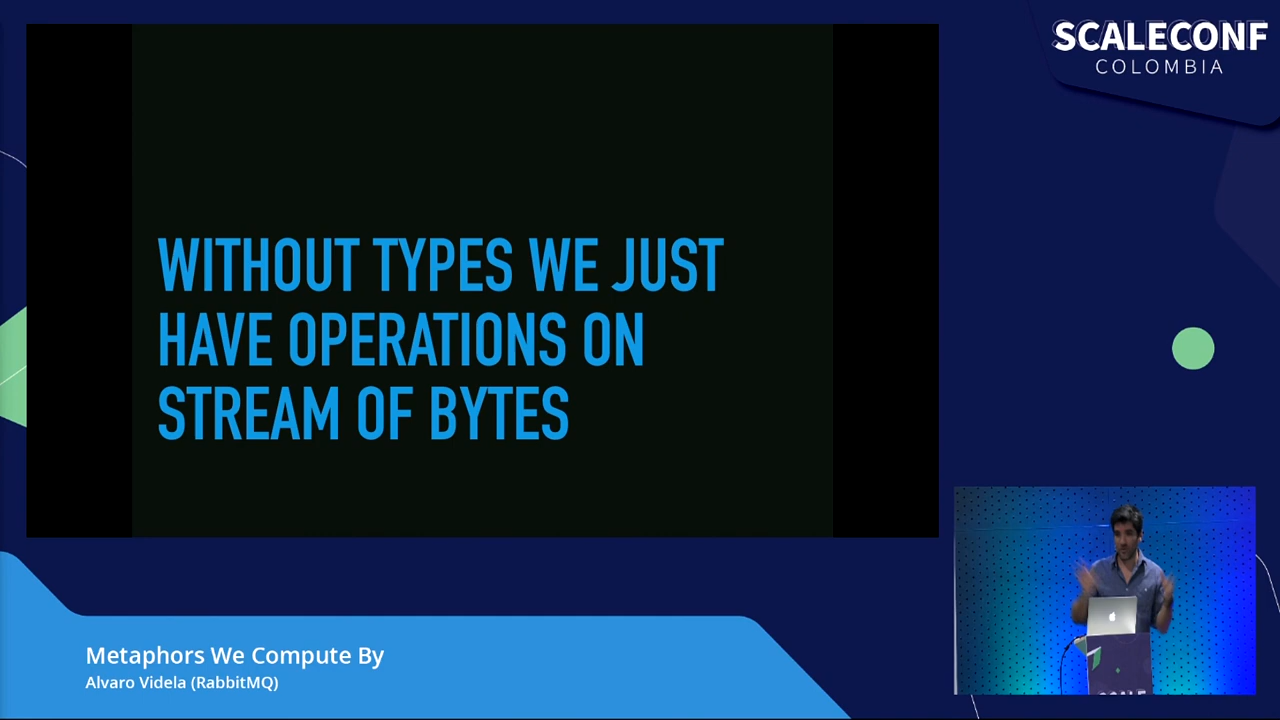 SCALECONF
COLOMBIA
WITHOUT TYPES WE JUST
HAVE OPERATIONS ON
STREAM OF BYTES
Metaphors We Compute By
Alvaro Videla (RabbitMQ)